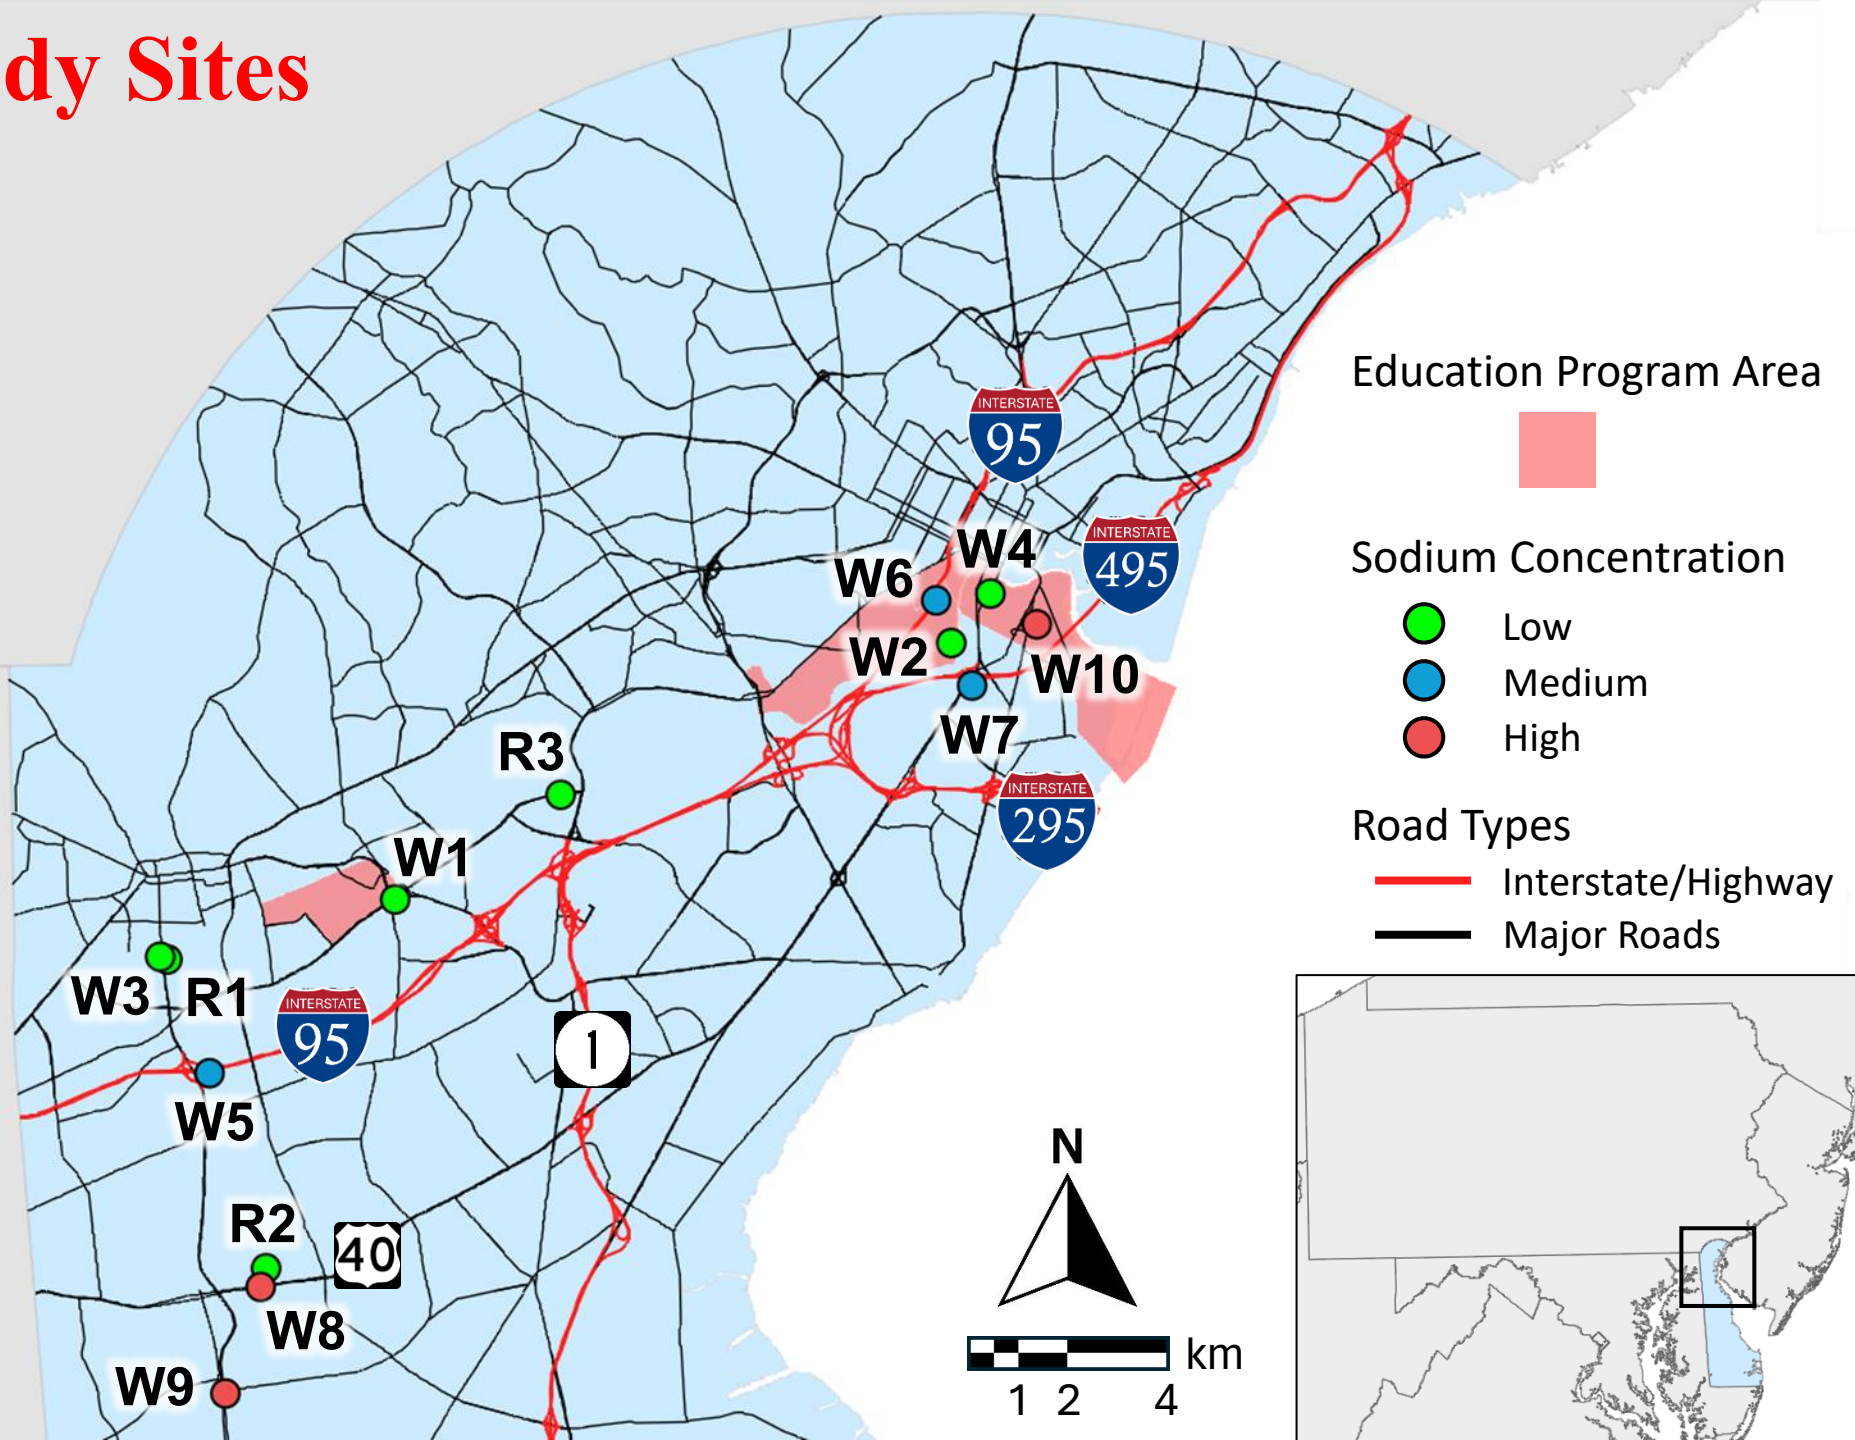 dy Sites
INTERSTATE
95
INTERSTATE
495
W4
W6
W2
W10
W7
R3
INTERSTATE
295
W1
W3 R1
INTERSTATE
95
1
W5
R2
40
W8
W9
Education Program Area
Sodium Concentration
Low
Medium
High
Road Types
Interstate/Highway
Major Roads
N
km
1 2 4